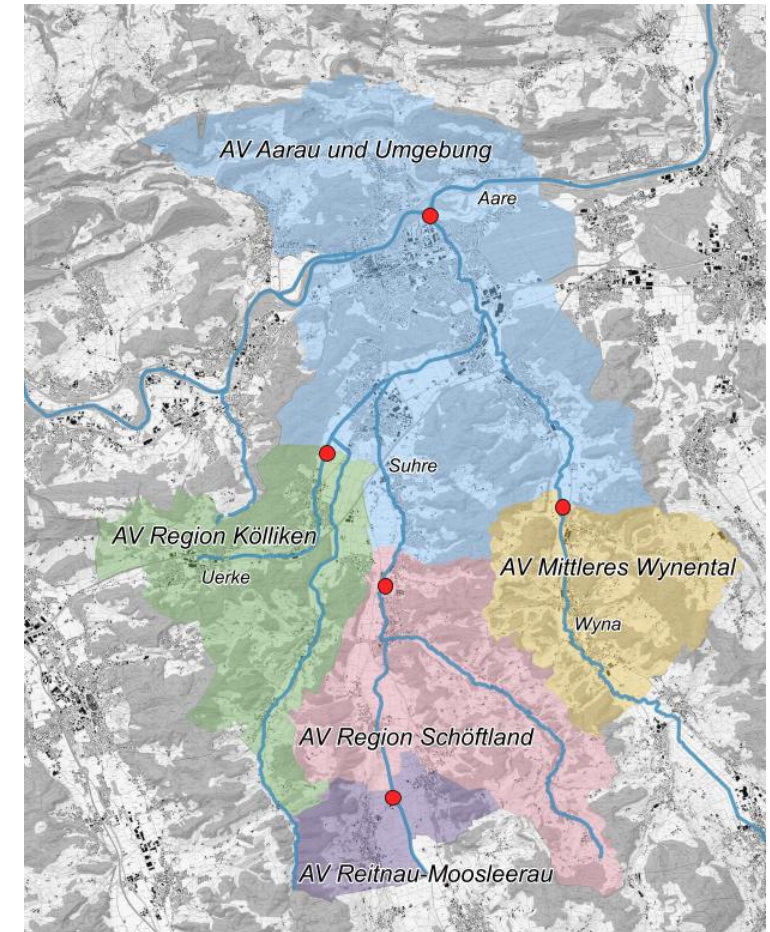 AV Aarau und Umgebung
Aare
Suhre
AV Region Kölliken
Uerke
AV Mittleres Wynental
Wyna
AV Region Schöftland
AV Reitnau-Moosleerau